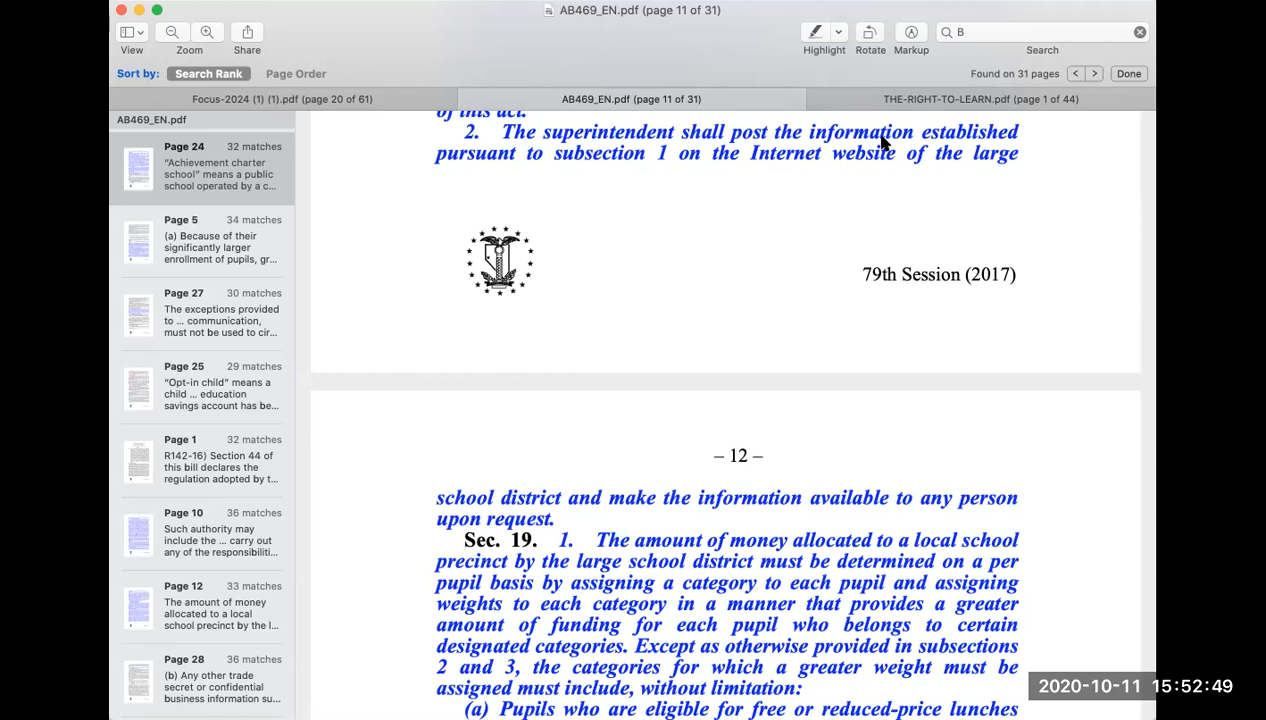 AB469_EN.pdf (page 11 of 31)
View
Zoom
Share
Highlight
Rotate
Markup
B
Search
Sort by: Search Rank Page Order
Found on 31 pages
Done
Focus-2024 (1) (1).pdf (page 20 of 61)
AB469_EN.pdf (page 11 of 31)
THE-RIGHT-TO-LEARN.pdf (page 1 of 44)
AB469_EN.pdf
Page 24 32 matches
“Achievement charter
school” means a public
school operated by a c...
Page 5 34 matches
(a) Because of their
significantly larger
enrollment of pupils, gr...
Page 27 30 matches
The exceptions provided
to ... communication,
must not be used to cir...
Page 25 29 matches
“Opt-in child” means a
child ... education
savings account has be...
Page 1 32 matches
R142-16) Section 44 of
this bill declares the
regulation adopted by t...
Page 10 36 matches
Such authority may
include the ... carry out
any of the responsibiliti...
Page 12 33 matches
The amount of money
allocated to a local
school precinct by the l...
Page 28 36 matches
(b) Any other trade
secret or confidential
business information su...
of this act.
2. The superintendent shall post the information established
pursuant to subsection 1 on the Internet website of the large
79th Session (2017)
– 12 –
school district and make the information available to any person
upon request.
Sec. 19. 1. The amount of money allocated to a local school
precinct by the large school district must be determined on a per
pupil basis by assigning a category to each pupil and assigning
weights to each category in a manner that provides a greater
amount of funding for each pupil who belongs to certain
designated categories. Except as otherwise provided in subsections
2 and 3, the categories for which a greater weight must be
assigned must include, without limitation:
(a) Pupils who are eligible for free or reduced-price lunches
2020-10-11 15:52:49